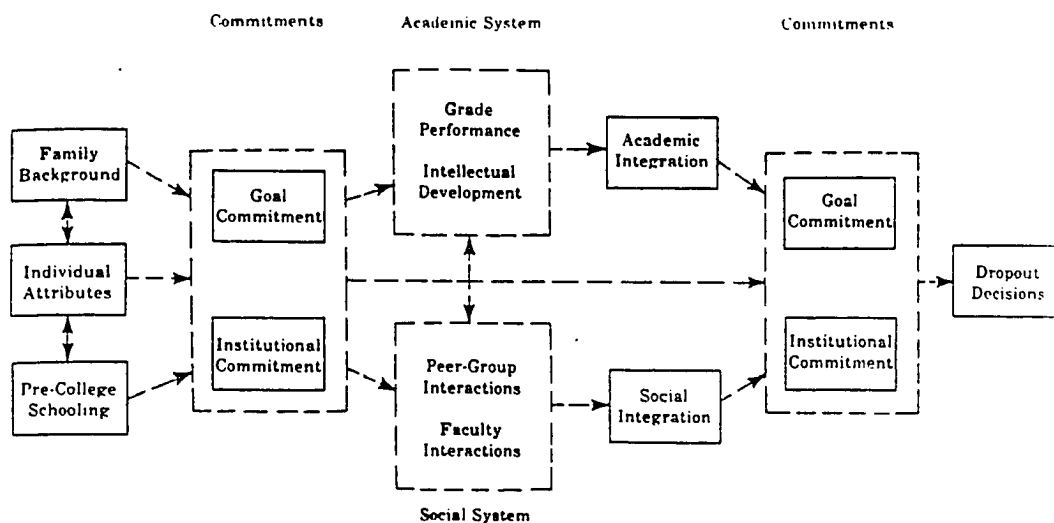 Commitments
Academic System
Commitments
Family
Background
Individual
Attributes
Pre-College
Schooling
Goal
Commitment
Institutional
Commitment
Grade
Performance
Intellectual
Development
Peer-Group
Interactions
Faculty
Interactions
Social System
Academic
Integration
Social
Integration
Goal
Commitment
Institutional
Commitment
Dropout
Decisions